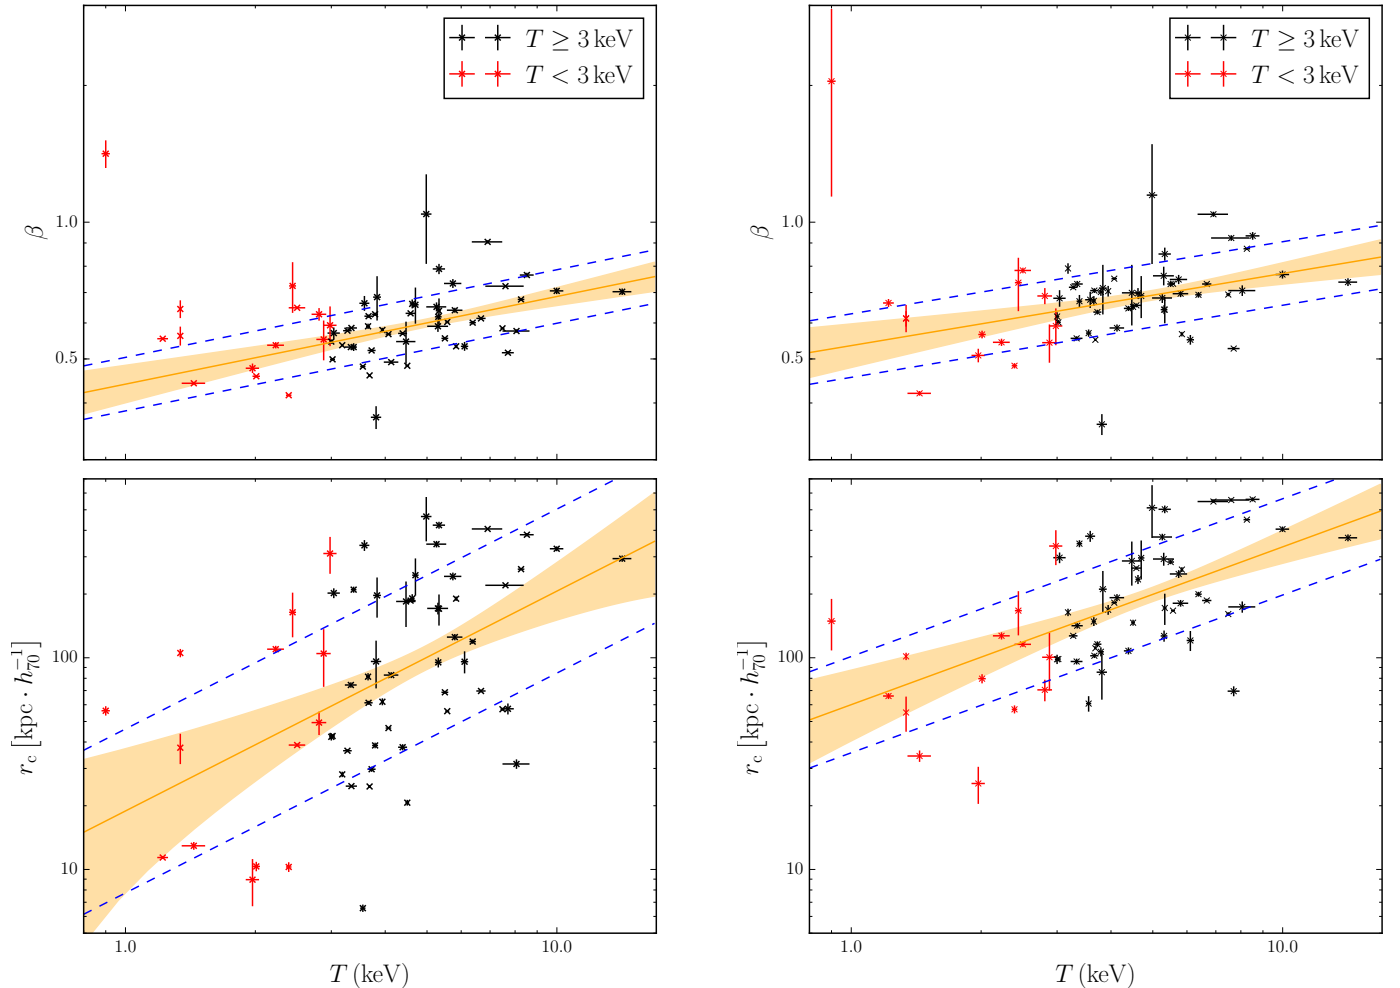 T ≥ 3 keV
T < 3 keV
1.0
0.5
β
T ≥ 3 keV
T < 3 keV
1.0
0.5
β
100
10
r_c [kpc · h_70^-1]
1.0
10.0
T (keV)
100
10
r_c [kpc · h_70^-1]
1.0
10.0
T (keV)